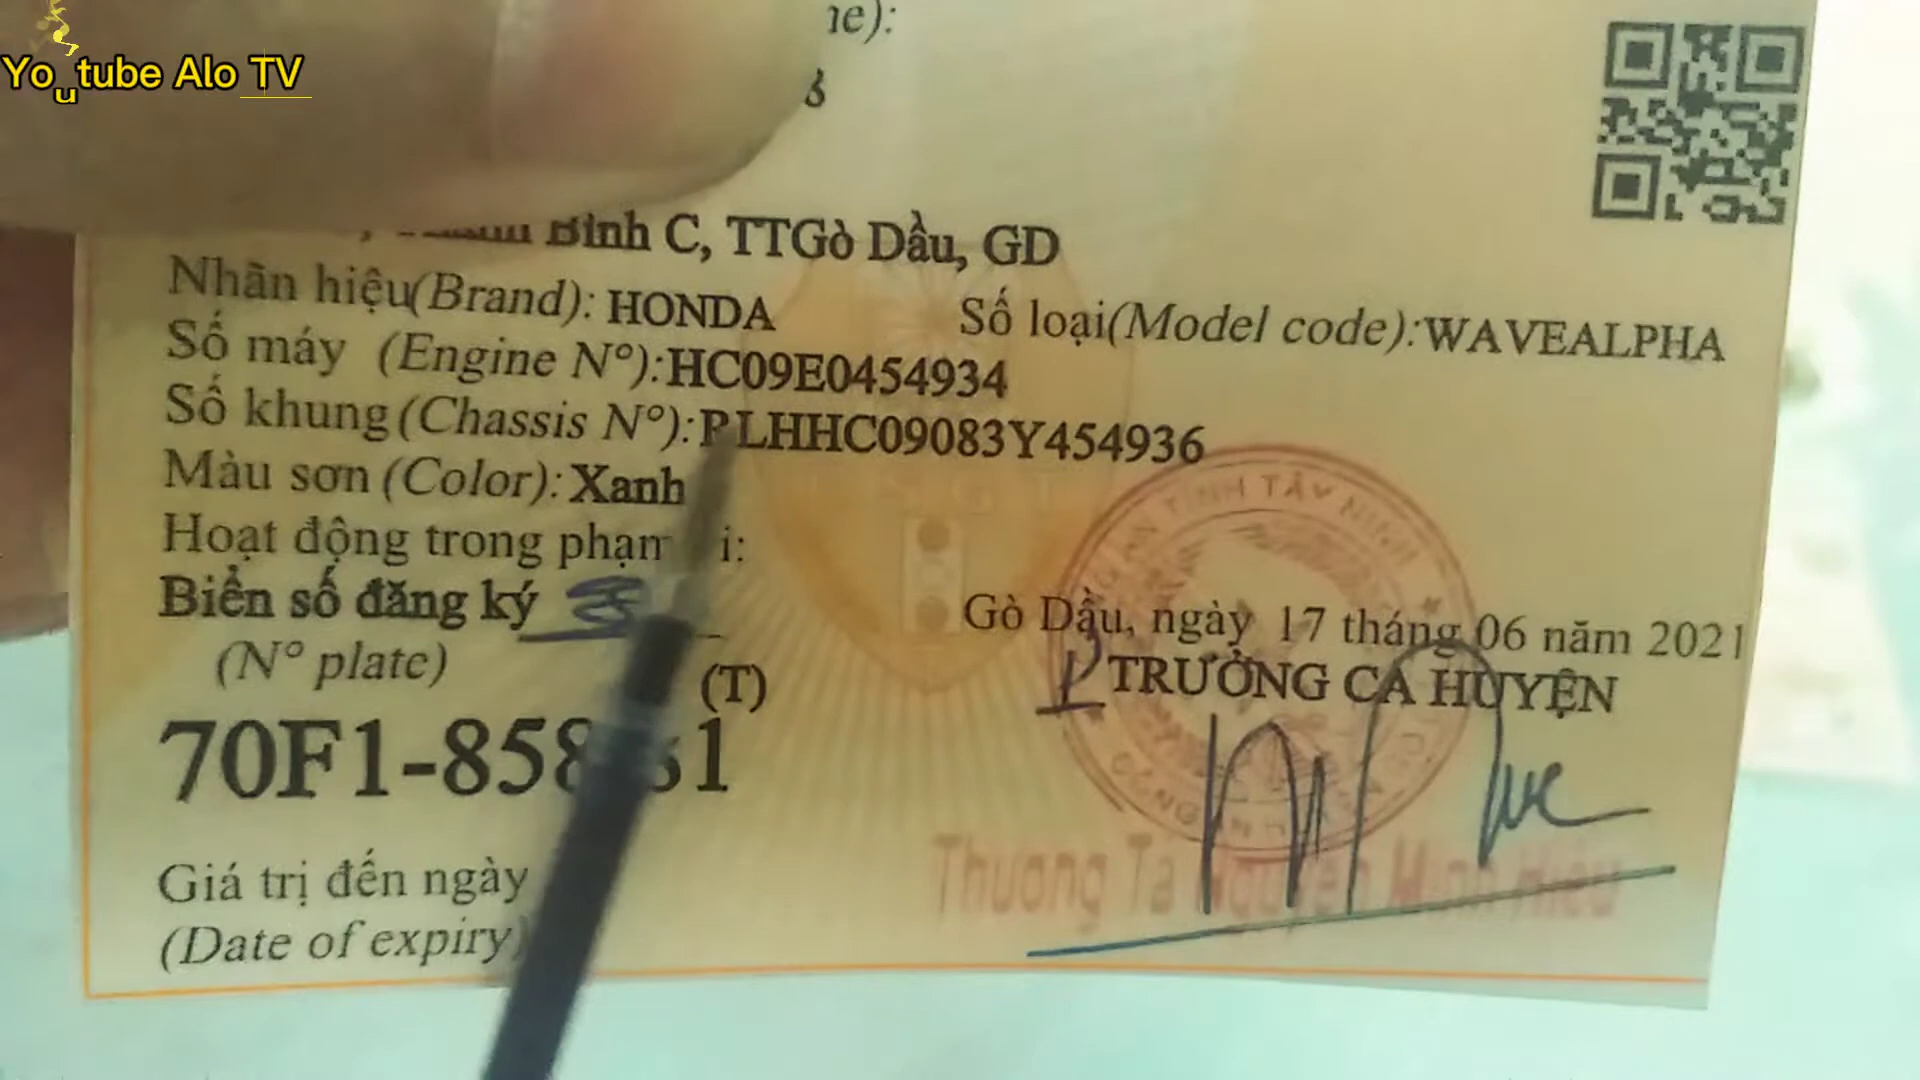 Youtube Alo TV
Bình C, TTGò Dầu, GD
Nhãn hiệu(Brand): HONDA Số loại(Model code):WAVEALPHA
Số máy (Engine N°):HC09E0454934
Số khung(Chassis N°):RLHHC09083Y454936
Màu sơn(Color): Xanh
Hoạt động trong phạm i:
Biển số đăng ký
(N° plate)
(T)
70F1-858
Gò Dầu, ngày 17 tháng 06 năm 2021
TRƯỞNG CA HUYỆN
Giá trị đến ngày
(Date of expiry)
Thượng Tá Nguyễn Minh Hiếu